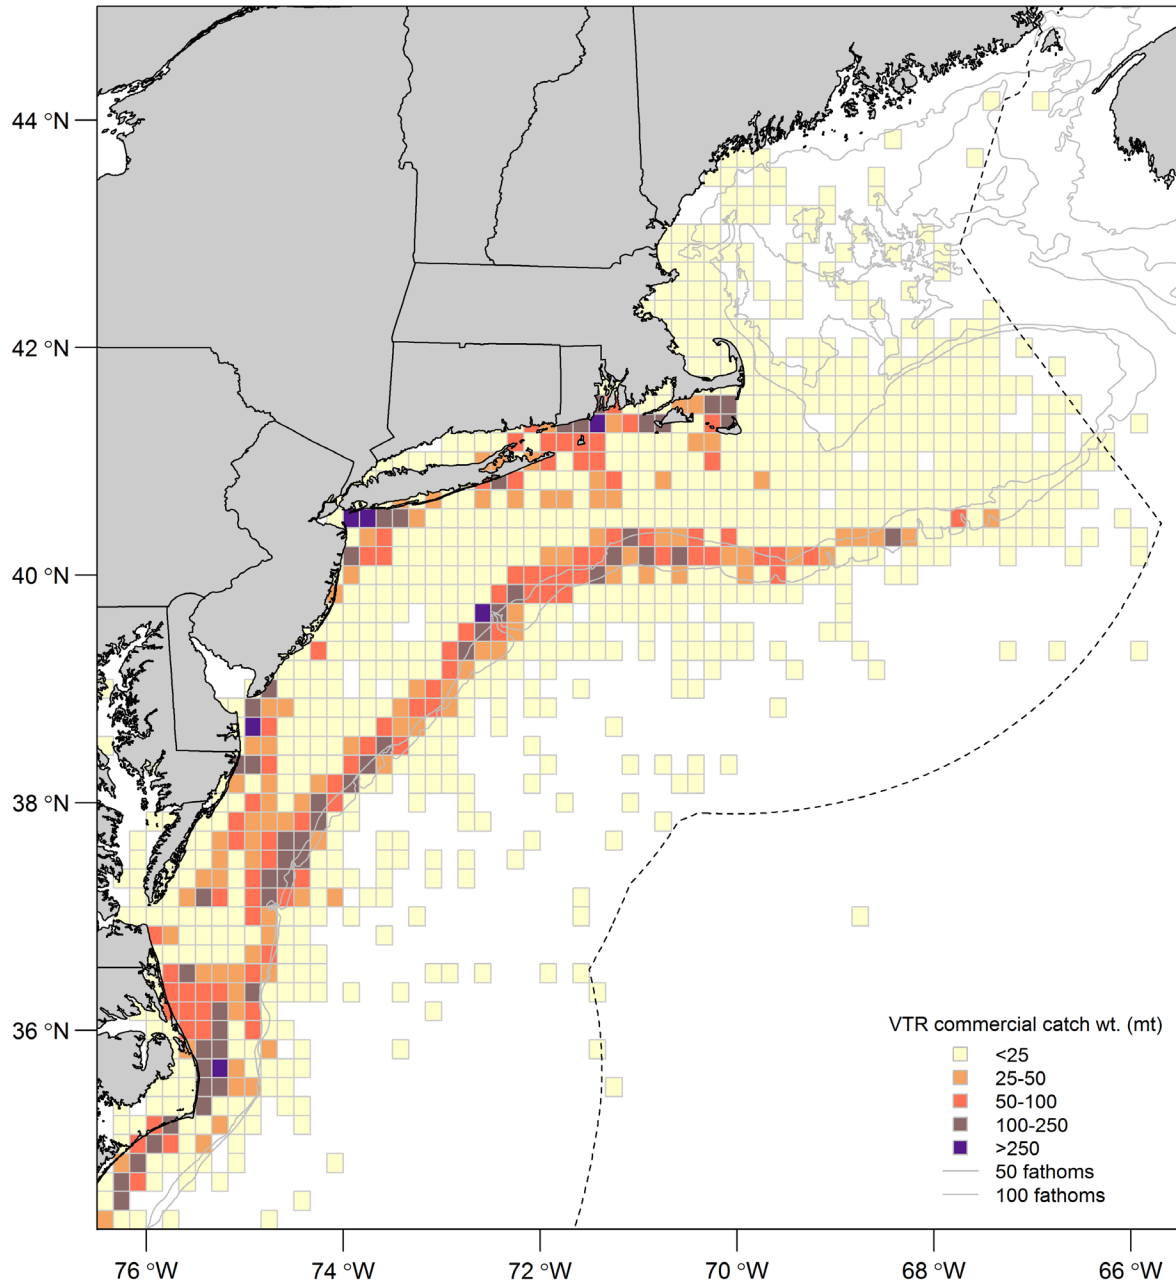 44 °N
42 °N
40 °N
38 °N
36 °N
VTR commercial catch wt. (mt)
<25
25-50
50-100
100-250
>250
50 fathoms
100 fathoms
76 °W 74 °W 72 °W 70 °W 68 °W 66 °W